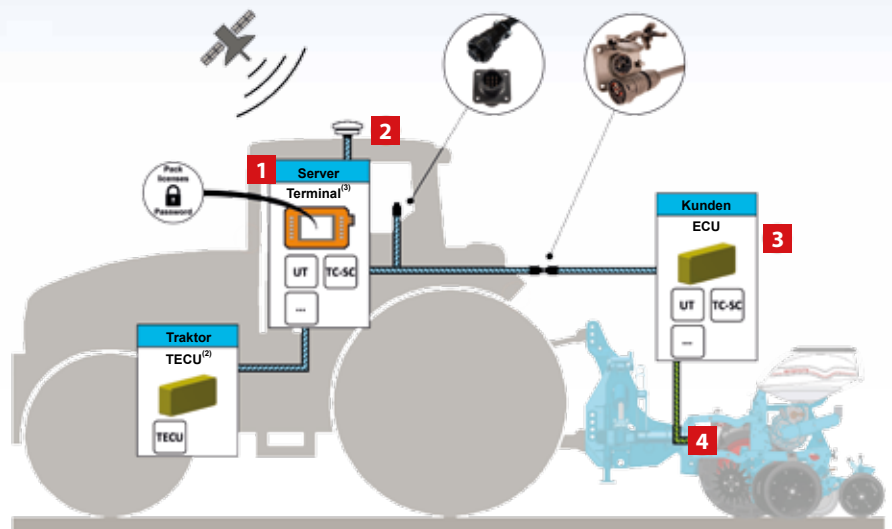 2
1
Server
Terminal(3)
UT
TC-SC
...
Pack
licenses
Password
Kunden
ECU
3
UT
TC-SC
...
Traktor
TECU(2)
TECU
4